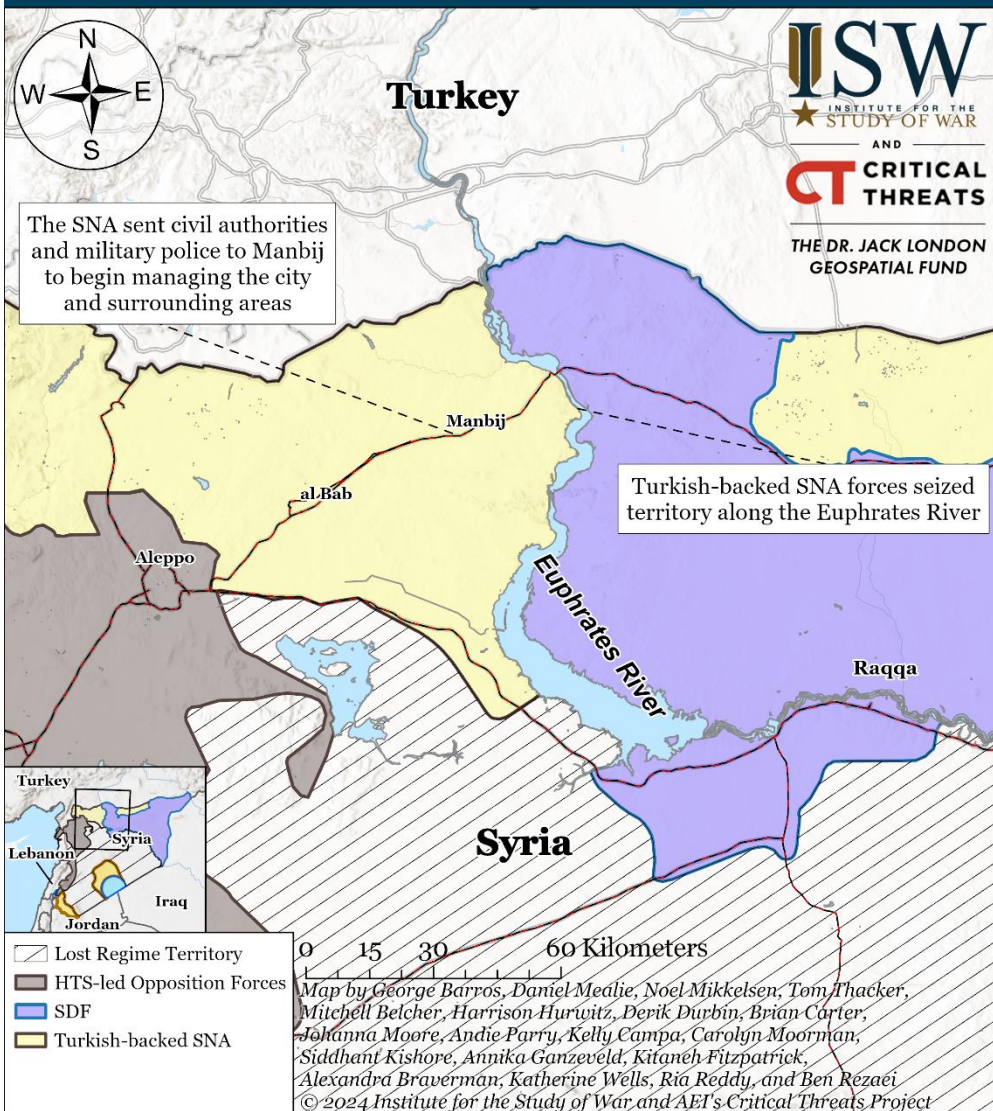 N
W E
S
Turkey
ISW
INSTITUTE FOR THE
STUDY OF WAR
AND
CT CRITICAL
THREATS
THE DR. JACK LONDON
GEOSPATIAL FUND
The SNA sent civil authorities
and military police to Manbij
to begin managing the city
and surrounding areas
Manbij
al Bab
Turkish-backed SNA forces seized
territory along the Euphrates River
Aleppo
Euphrates River
Raqqa
Syria
Turkey
Syria
Lebanon
Iraq
Jordan
Lost Regime Territory
HTS-led Opposition Forces
SDF
Turkish-backed SNA
0 15 30 60 Kilometers
Map by George Barros, Daniel Mealie, Noel Mikkelsen, Tom Thacker,
Mitchell Belcher, Harrison Hurwitz, Derik Durbin, Brian Carter,
Johanna Moore, Andie Parry, Kelly Campa, Carolyn Moorman,
Siddhant Kishore, Annika Ganzeveld, Kitaneh Fitzpatrick,
Alexandra Braverman, Katherine Wells, Ria Reddy, and Ben Rezaei
© 2024 Institute for the Study of War and AEI's Critical Threats Project